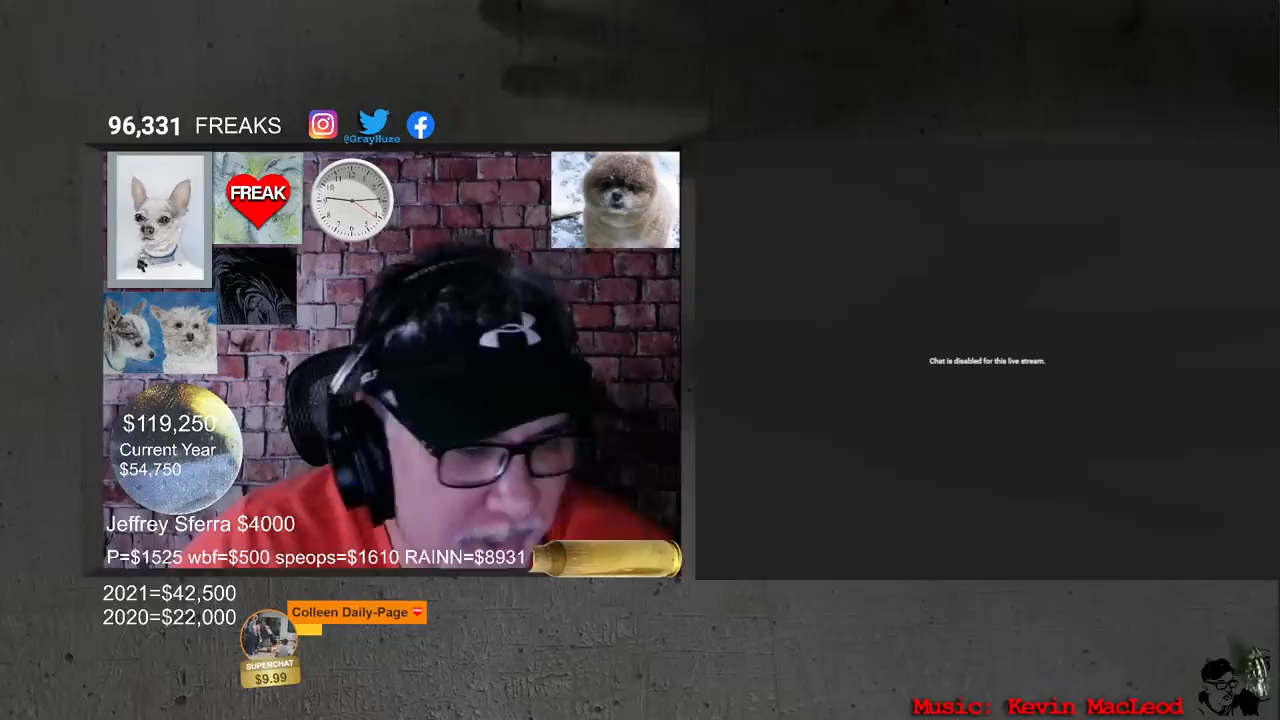 96,331 FREAKS
@GrayHuze
FREAK
$119,250
Current Year
$54,750
Jeffrey Sferra $4000
P=$1525 wbf=$500 speops=$1610 RAINN=$8931
2021=$42,500
2020=$22,000
Colleen Daily-Page
SUPERCHAT
$9.99
Chat is disabled for this live stream.
Music: Kevin MacLeod